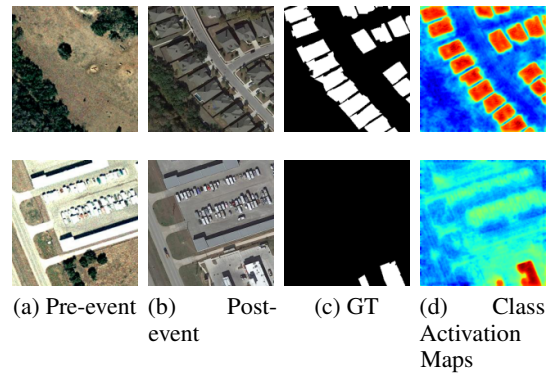 (a) Pre-event (b) Post- (c) GT (d) Class
event Activation
Maps